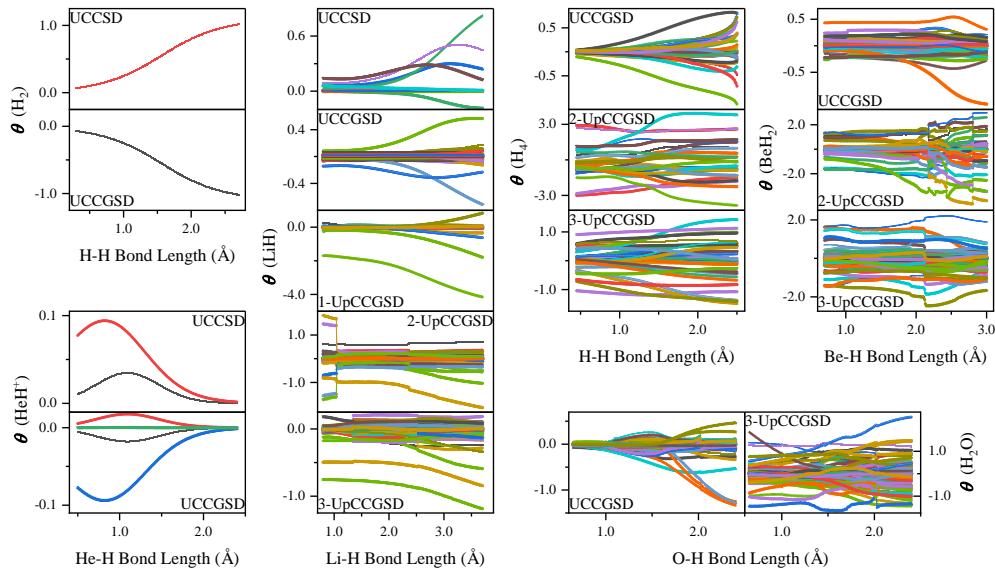 UCCSD
1.0
0.0
θ (H2)
0.0
-1.0
UCCGSD
1.0
2.0
H-H Bond Length (Å)
0.1
UCCSD
0.0
θ (HeH+)
0.0
-0.1
UCCGSD
1.0
2.0
He-H Bond Length (Å)
UCCSD
0.6
0.0
UCCGSD
0.4
-0.4
θ (LiH)
0.0
-4.0
1-UpCCGSD
2-UpCCGSD
1.0
-1.0
0.0
-1.0
3-UpCCGSD
1.0
1.5
2.0
2.5
3.0
3.5
Li-H Bond Length (Å)
UCCGSD
0.5
-0.5
2-UpCCGSD
3.0
-3.0
θ (H4)
3-UpCCGSD
1.0
-1.0
1.0
2.0
H-H Bond Length (Å)
0.5
-0.5
UCCGSD
θ (BeH2)
2.0
-2.0
2-UpCCGSD
2.0
-2.0
3-UpCCGSD
1.0
2.0
3.0
Be-H Bond Length (Å)
0.0
-1.0
UCCGSD
3-UpCCGSD
1.0
-1.0
θ (H2O)
1.0
2.0
1.0
2.0
O-H Bond Length (Å)